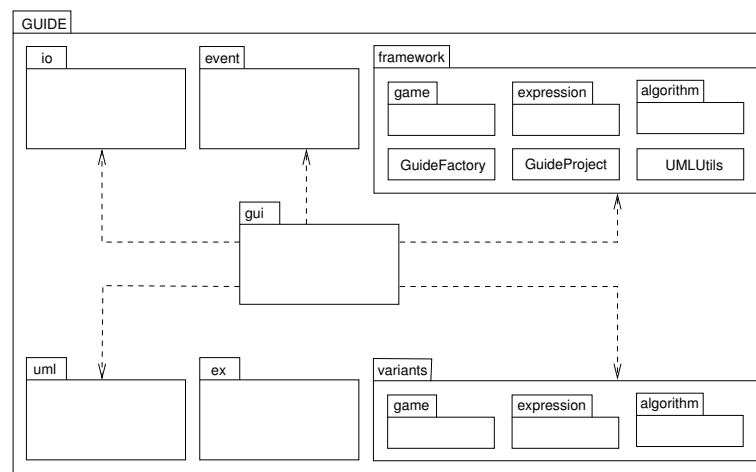 GUIDE
io
event
framework
game
expression
algorithm
GuideFactory
GuideProject
UMLUtils
gui
uml
ex
variants
game
expression
algorithm